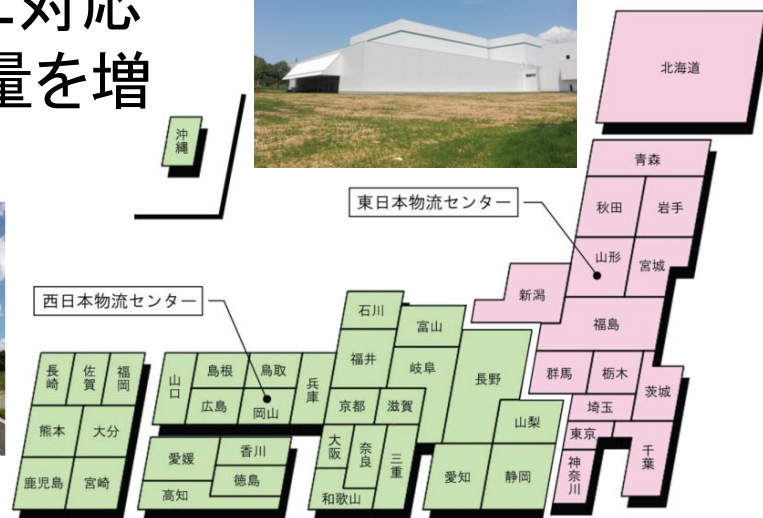 対応
量を増
沖縄
北海道
青森
秋田
岩手
東日本物流センター
山形
宮城
新潟
西日本物流センター
石川
富山
福島
長崎
佐賀
福岡
山口
島根
鳥取
兵庫
福井
岐阜
長野
群馬
栃木
茨城
広島
岡山
京都
滋賀
山梨
埼玉
東京
千葉
熊本
大分
愛媛
香川
大阪
奈良
三重
愛知
静岡
神奈川
鹿児島
宮崎
高知
徳島
和歌山